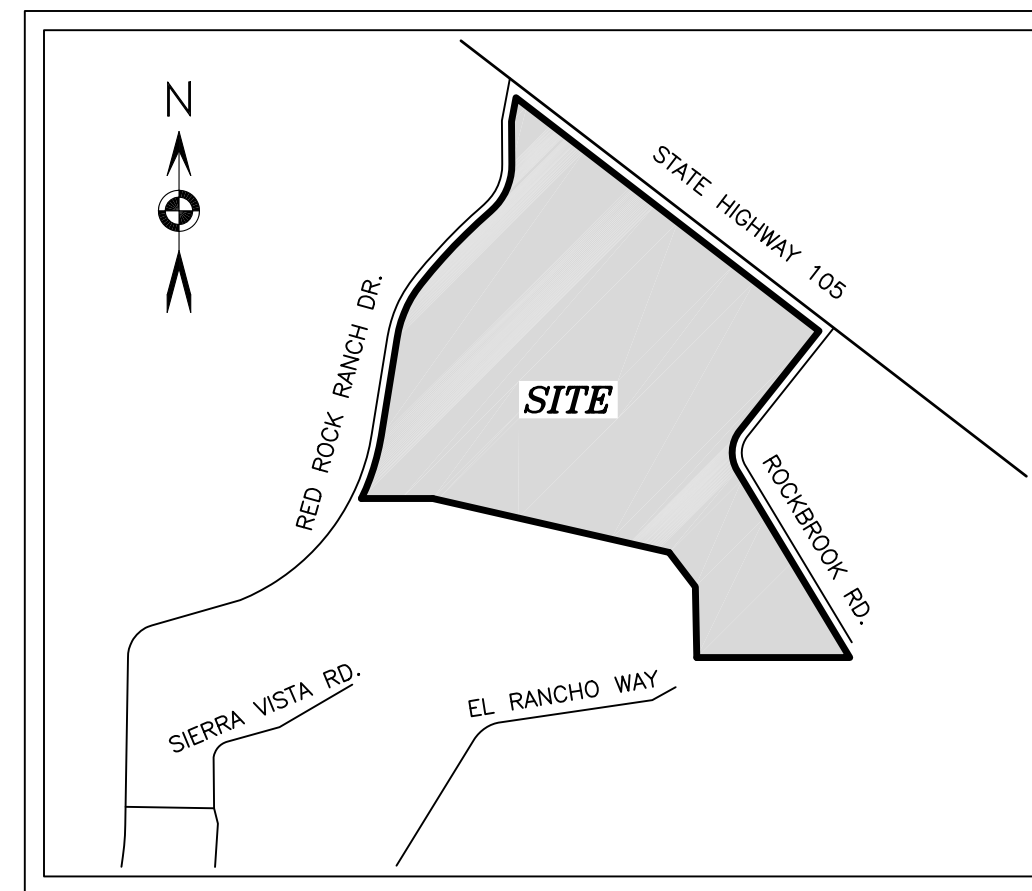 N
STATE HIGHWAY 105
RED ROCK RANCH DR.
SITE
ROCKBROOK RD.
SIERRA VISTA RD.
EL RANCHO WAY